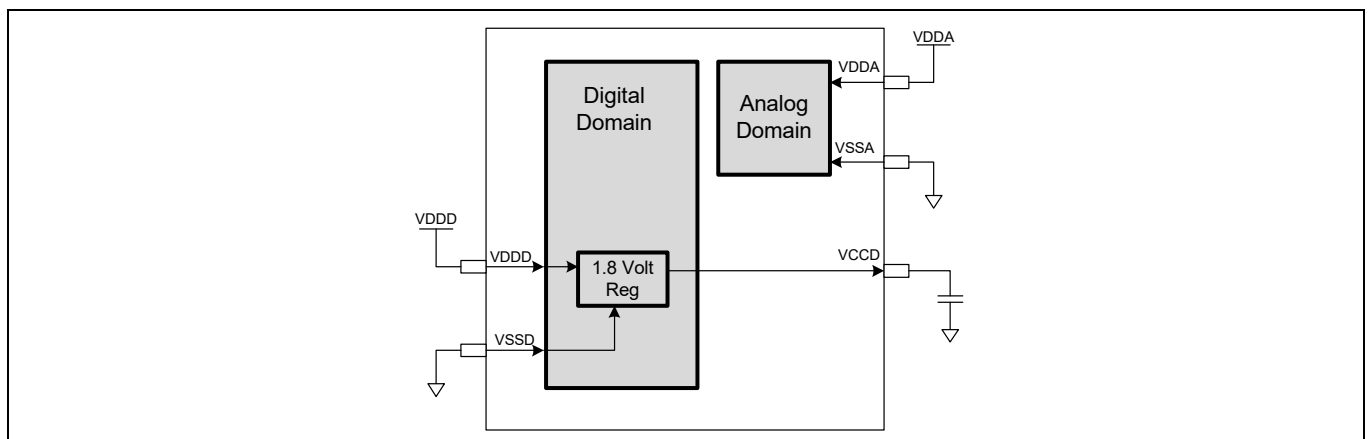 VDDA
VDDA
Digital
Domain
Analog
Domain
VSSA
VDDD
VDDD
1.8 Volt
Reg
VCCD
VSSD